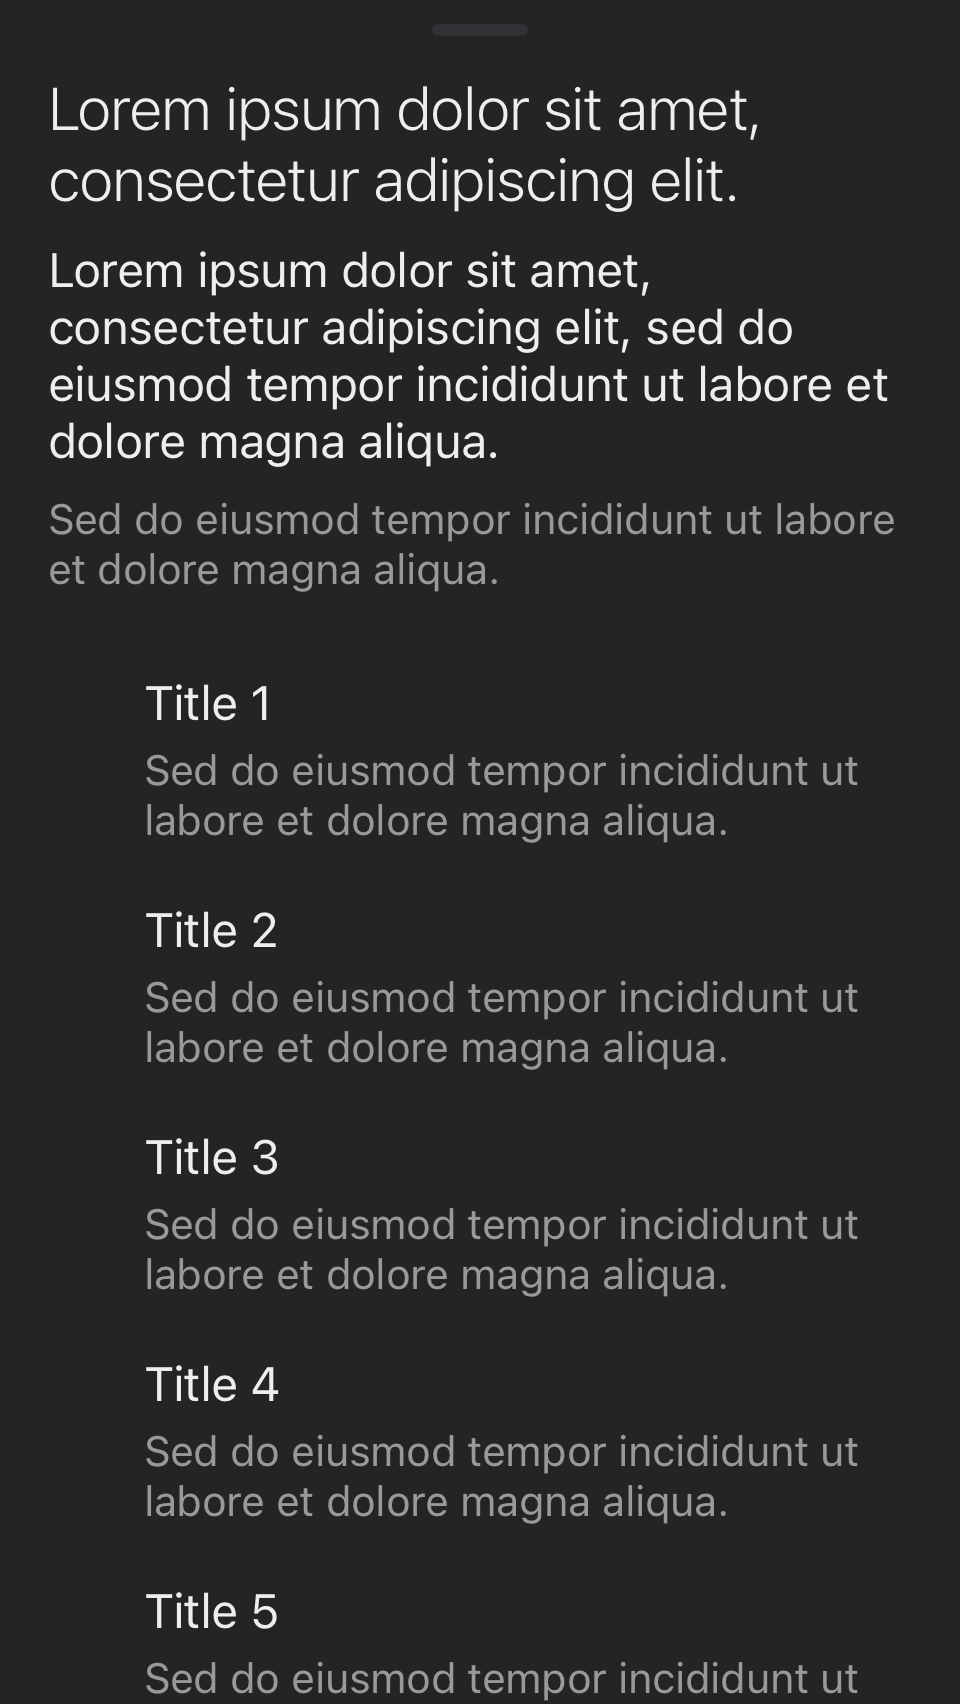 Lorem ipsum dolor sit amet,
consectetur adipiscing elit.
Lorem ipsum dolor sit amet,
consectetur adipiscing elit, sed do
eiusmod tempor incididunt ut labore et
dolore magna aliqua.
Sed do eiusmod tempor incididunt ut labore
et dolore magna aliqua.
Title 1
Sed do eiusmod tempor incididunt ut
labore et dolore magna aliqua.
Title 2
Sed do eiusmod tempor incididunt ut
labore et dolore magna aliqua.
Title 3
Sed do eiusmod tempor incididunt ut
labore et dolore magna aliqua.
Title 4
Sed do eiusmod tempor incididunt ut
labore et dolore magna aliqua.
Title 5
Sed do eiusmod tempor incididunt ut